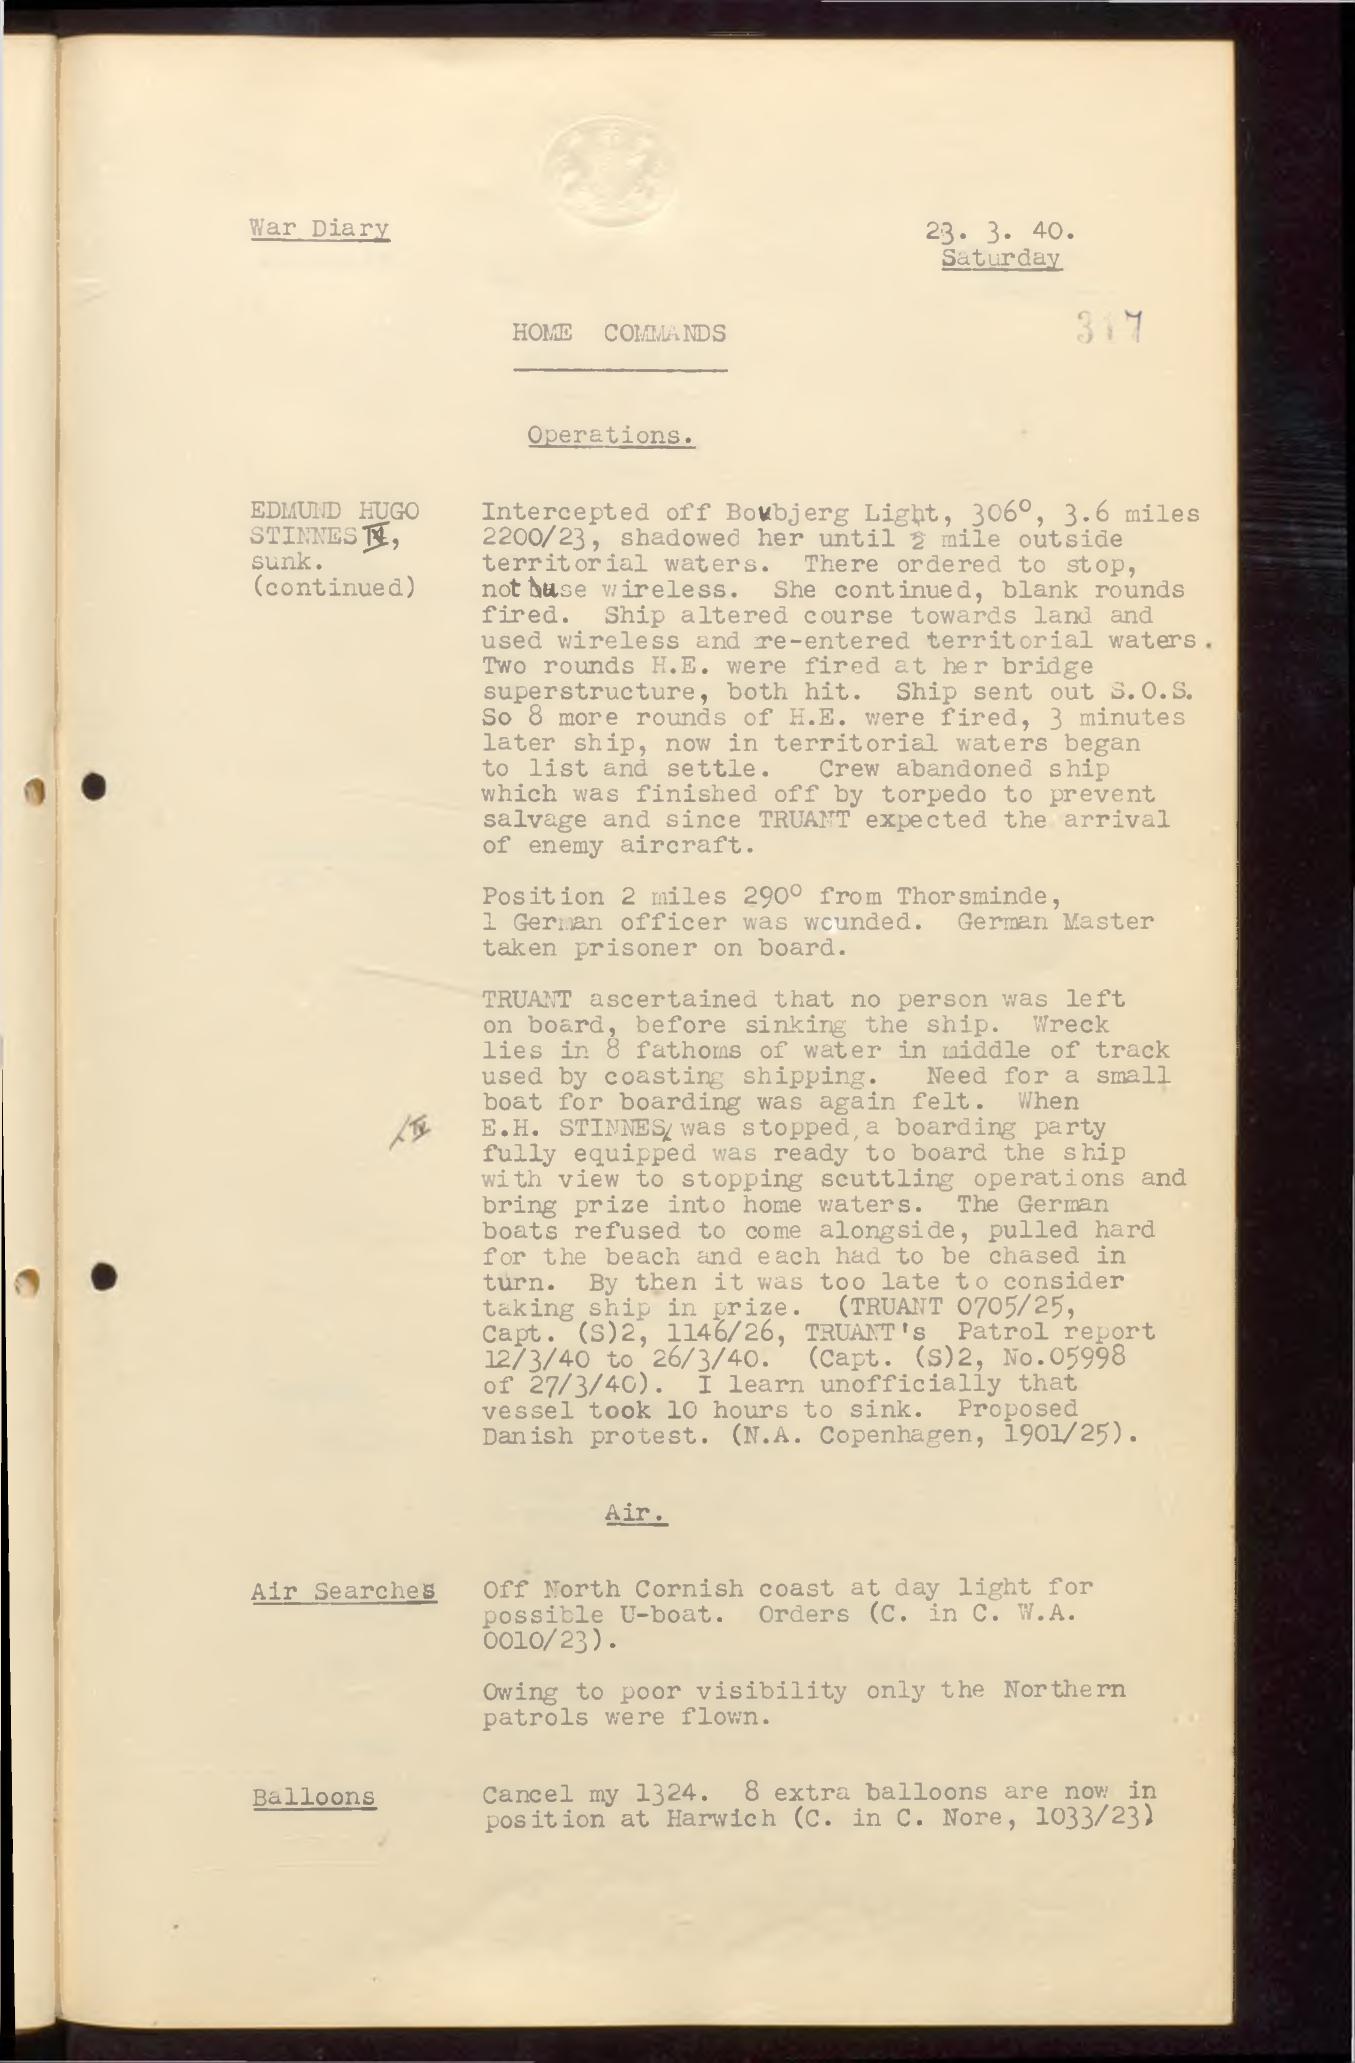 War Diary
23. 3. 40.
Saturday
317
HOME COMMANDS
Operations.
EDMUND HUGO
STINNES IV,
sunk.
(continued)
Intercepted off Bovbjerg Light, 306°, 3.6 miles
2200/23, shadowed her until ½ mile outside
territorial waters. There ordered to stop,
not use wireless. She continued, blank rounds
fired. Ship altered course towards land and
used wireless and re-entered territorial waters.
Two rounds H.E. were fired at her bridge
superstructure, both hit. Ship sent out S.O.S.
So 8 more rounds of H.E. were fired, 3 minutes
later ship, now in territorial waters began
to list and settle. Crew abandoned ship
which was finished off by torpedo to prevent
salvage and since TRUANT expected the arrival
of enemy aircraft.
Position 2 miles 290° from Thorsminde,
1 German officer was wounded. German Master
taken prisoner on board.
TRUANT ascertained that no person was left
on board, before sinking the ship. Wreck
lies in 8 fathoms of water in middle of track
used by coasting shipping. Need for a small
boat for boarding was again felt. When
/IV
E.H. STINNES/ was stopped, a boarding party
fully equipped was ready to board the ship
with view to stopping scuttling operations and
bring prize into home waters. The German
boats refused to come alongside, pulled hard
for the beach and each had to be chased in
turn. By then it was too late to consider
taking ship in prize. (TRUANT 0705/25,
Capt. (S)2, 1146/26, TRUANT's Patrol report
12/3/40 to 26/3/40. (Capt. (S)2, No.05998
of 27/3/40). I learn unofficially that
vessel took 10 hours to sink. Proposed
Danish protest. (N.A. Copenhagen, 1901/25).
Air.
Air Searches
Off North Cornish coast at day light for
possible U-boat. Orders (C. in C. W.A.
0010/23).
Owing to poor visibility only the Northern
patrols were flown.
Balloons
Cancel my 1324. 8 extra balloons are now in
position at Harwich (C. in C. Nore, 1033/23)